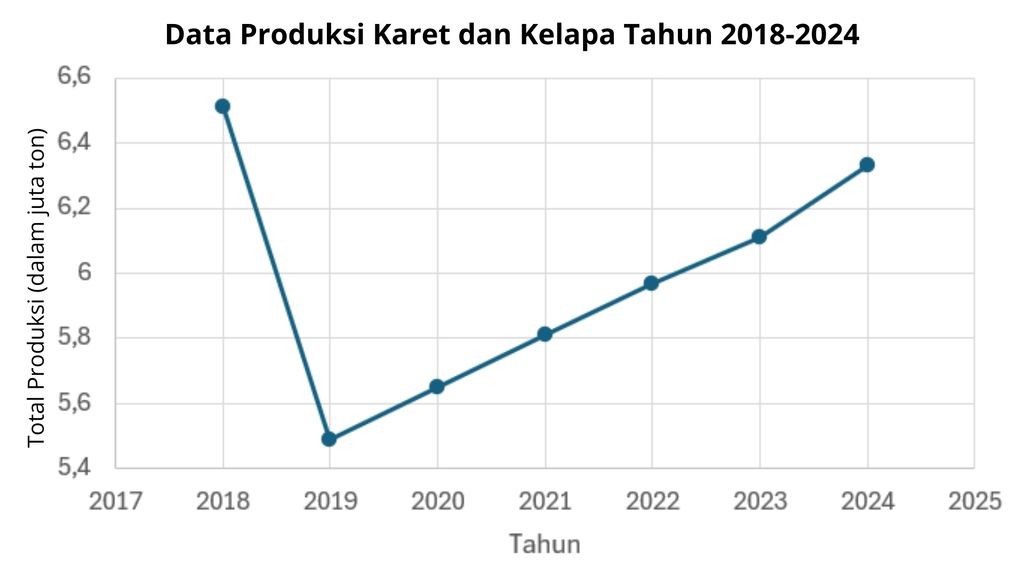 Data Produksi Karet dan Kelapa Tahun 2018-2024
Total Produksi (dalam juta ton)
6,6
6,4
6,2
6
5,8
5,6
5,4
2017 2018 2019 2020 2021 2022 2023 2024 2025
Tahun